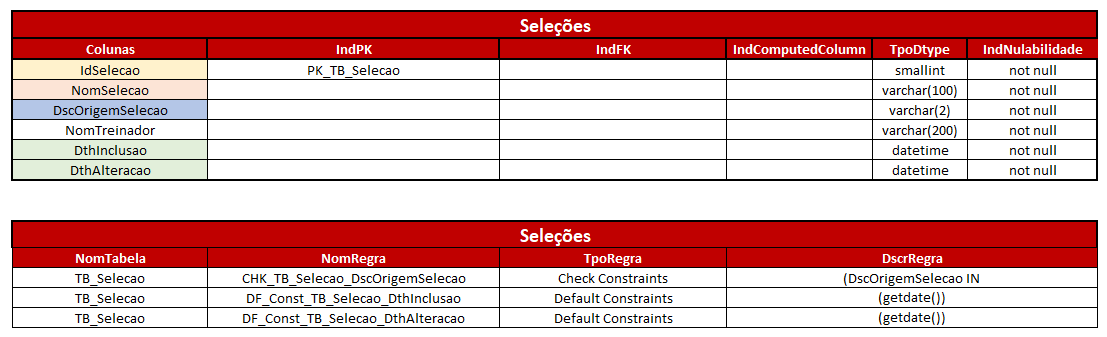 Seleções
Colunas IndPK IndFK IndComputedColumn TpoDtype IndNulabilidade
IdSelecao PK_TB_Selecao smallint not null
NomSelecao varchar(100) not null
DscOrigemSelecao varchar(2) not null
NomTreinador varchar(200) not null
DthInclusao datetime not null
DthAlteracao datetime not null
Seleções
NomTabela NomRegra TpoRegra DscrRegra
TB_Selecao CHK_TB_Selecao_DscOrigemSelecao Check Constraints (DscOrigemSelecao IN
TB_Selecao DF_Const_TB_Selecao_DthInclusao Default Constraints (getdate())
TB_Selecao DF_Const_TB_Selecao_DthAlteracao Default Constraints (getdate())